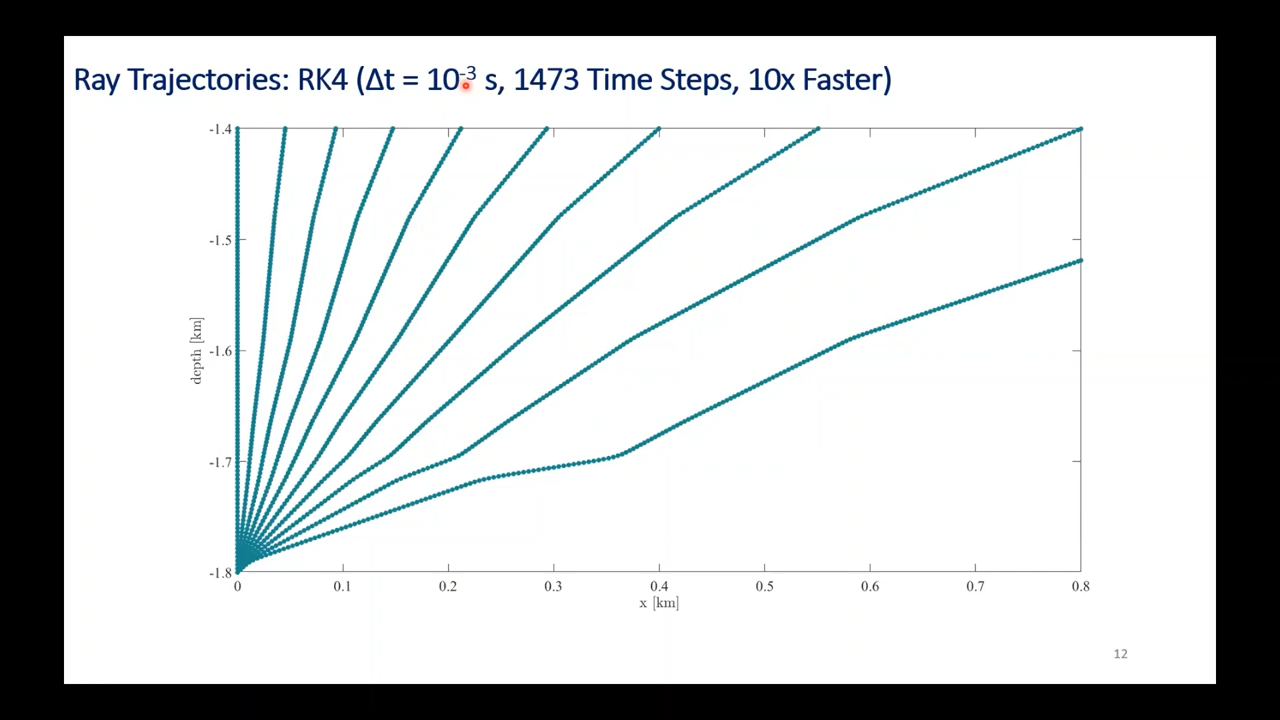 Ray Trajectories: RK4 (Δt = 10⁻³ s, 1473 Time Steps, 10x Faster)
-1.4
-1.5
-1.6
-1.7
-1.8
depth [km]
0 0.1 0.2 0.3 0.4 0.5 0.6 0.7 0.8
x [km]
12